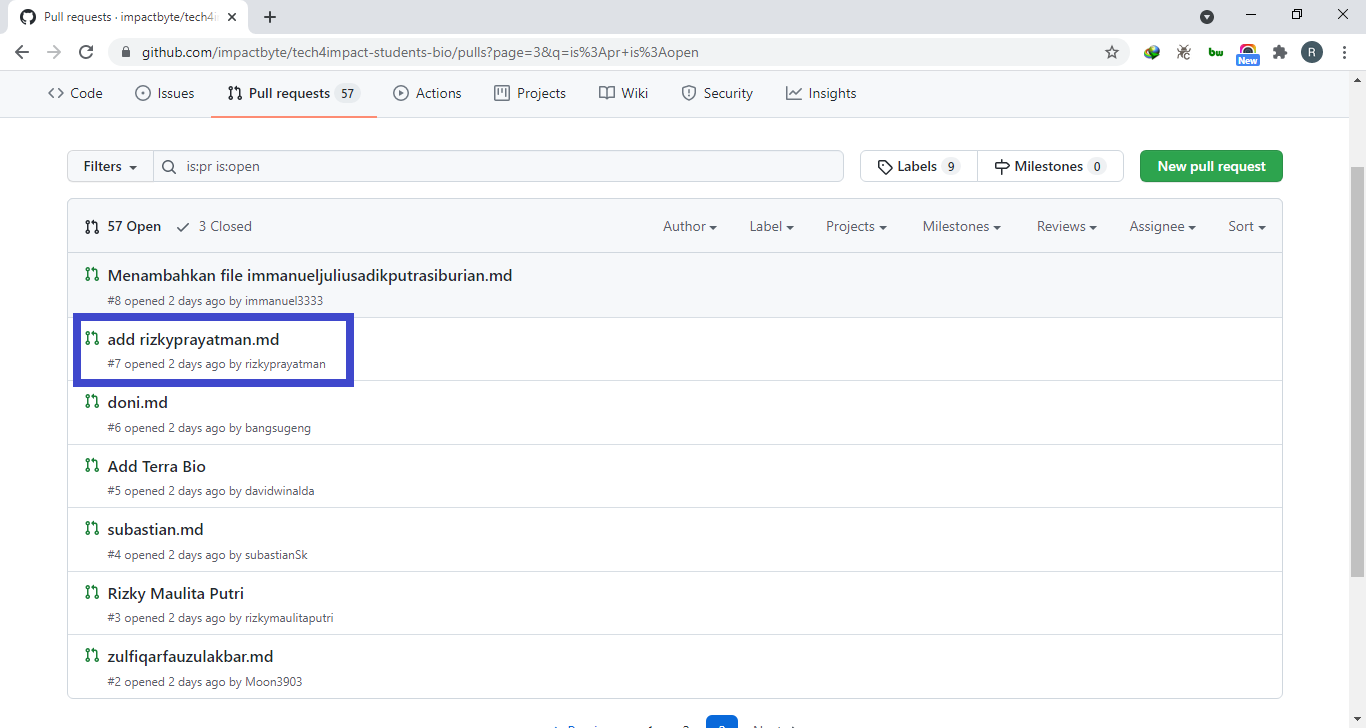 Pull requests · impactbyte/tech4i
github.com/impactbyte/tech4impact-students-bio/pulls?page=3&q=is%3Apr+is%3Aopen
bw
New
R
Code Issues Pull requests 57 Actions Projects Wiki Security Insights
Filters is:pr is:open Labels 9 Milestones 0 New pull request
57 Open 3 Closed Author Label Projects Milestones Reviews Assignee Sort
Menambahkan file immanueljuliusadikputrasiburian.md
#8 opened 2 days ago by immanuel3333
add rizkyprayatman.md
#7 opened 2 days ago by rizkyprayatman
doni.md
#6 opened 2 days ago by bangsugeng
Add Terra Bio
#5 opened 2 days ago by davidwinalda
subastian.md
#4 opened 2 days ago by subastianSk
Rizky Maulita Putri
#3 opened 2 days ago by rizkymaulitaputri
zulfiqarfauzulakbar.md
#2 opened 2 days ago by Moon3903